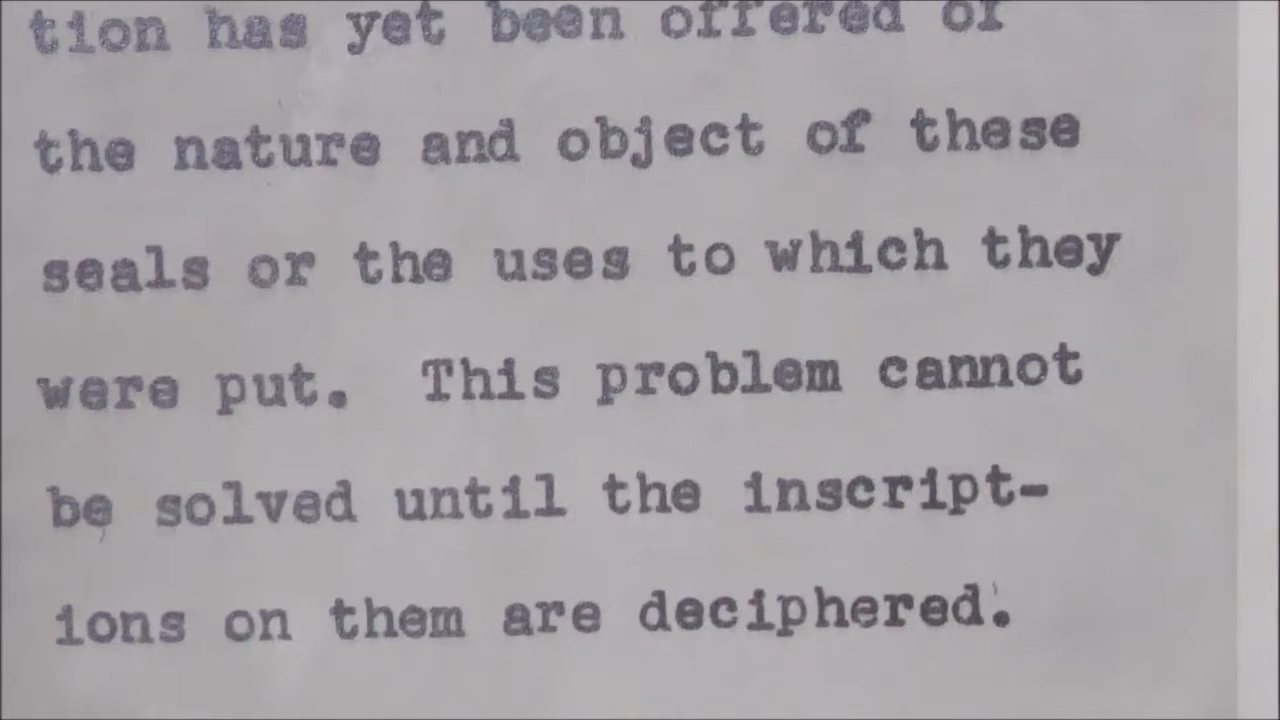 tion has yet been offered of
the nature and object of these
seals or the uses to which they
were put. This problem cannot
be solved until the inscript-
ions on them are deciphered.